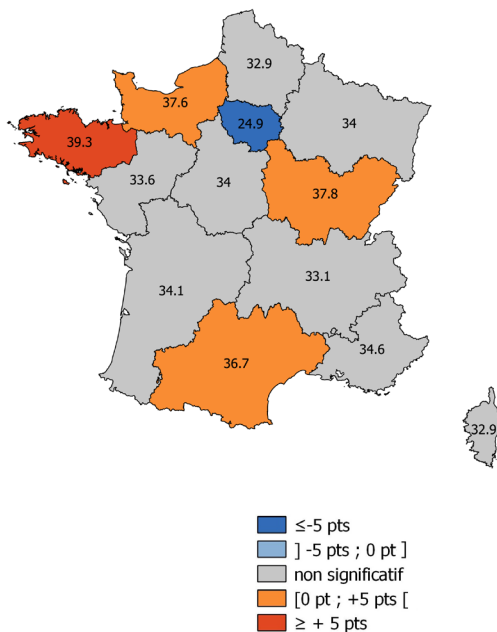 32.9
37.6
24.9
34
39.3
33.6
34
37.8
34.1
33.1
34.6
36.7
32.9
≤-5 pts
] -5 pts ; 0 pt ]
non significatif
[0 pt ; +5 pts [
≥ + 5 pts